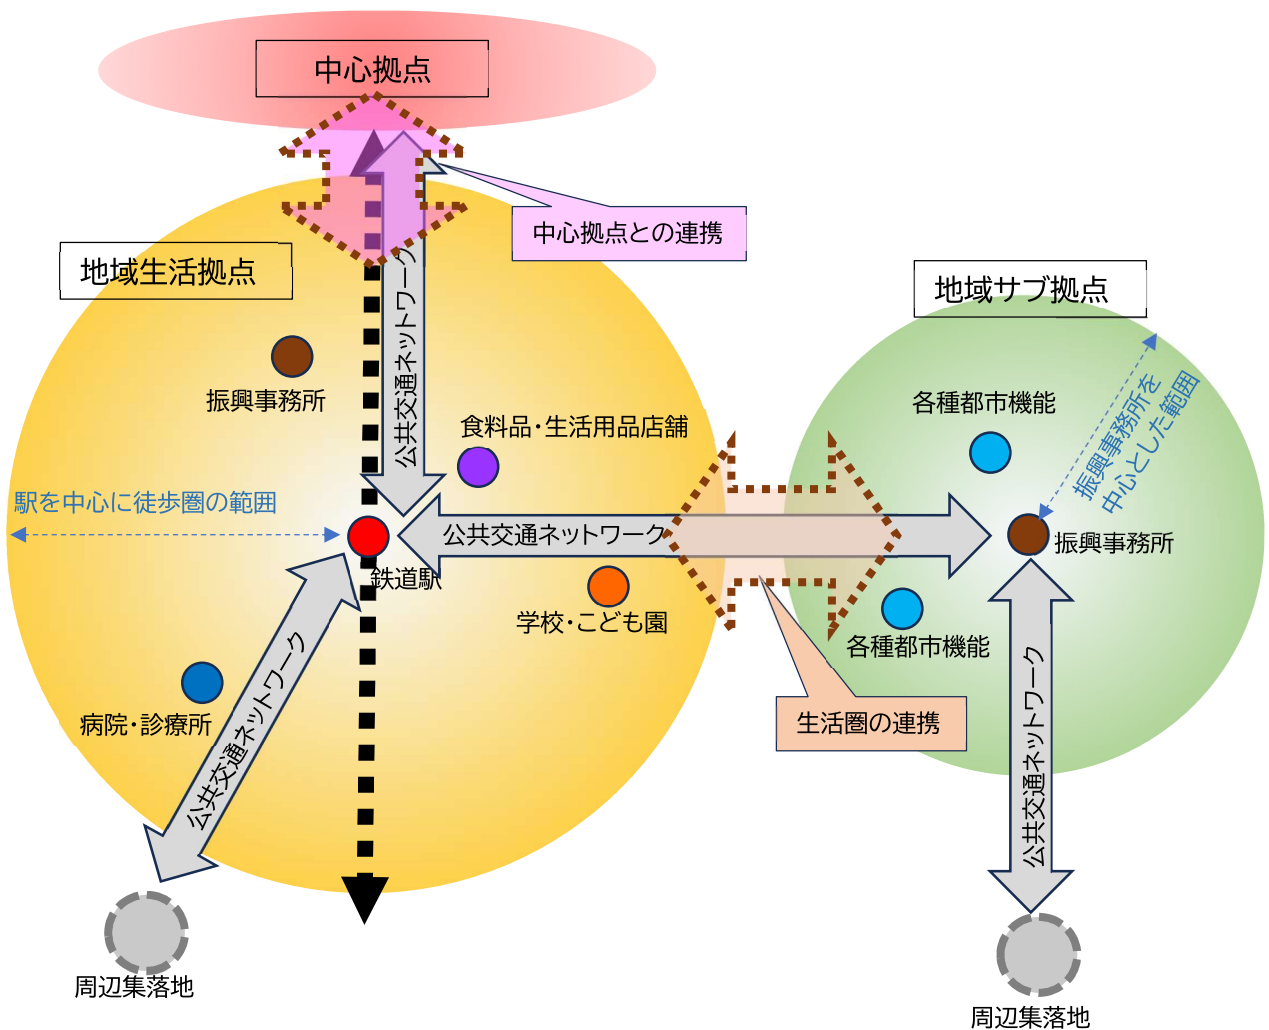 中心拠点
中心拠点との連携
地域生活拠点
地域サブ拠点
公共交通ネットワーク
振興事務所
食料品・生活用品店舗
各種都市機能
振興事務所を
中心とした範囲
駅を中心に徒歩圏の範囲
公共交通ネットワーク
振興事務所
鉄道駅
学校・こども園
各種都市機能
病院・診療所
公共交通ネットワーク
生活圏の連携
公共交通ネットワーク
周辺集落地
周辺集落地